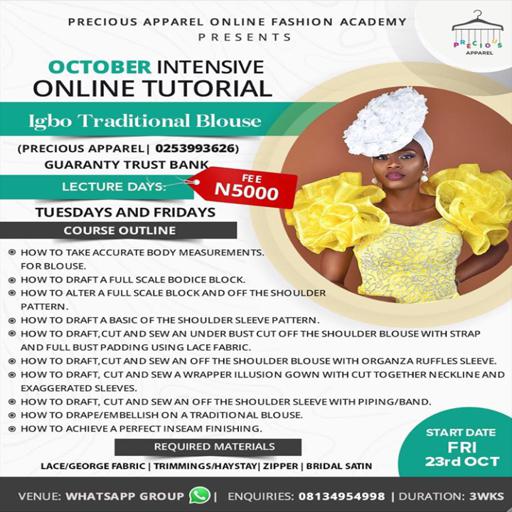 PRECIOUS APPAREL ONLINE FASHION ACADEMY
PRESENTS
PRECIOUS
APPAREL
OCTOBER INTENSIVE
ONLINE TUTORIAL
Igbo Traditional Blouse
(PRECIOUS APPAREL| 0253993626)
GUARANTY TRUST BANK
LECTURE DAYS:
FEE
N5000
TUESDAYS AND FRIDAYS
COURSE OUTLINE
HOW TO TAKE ACCURATE BODY MEASUREMENTS.
FOR BLOUSE.
HOW TO DRAFT A FULL SCALE BODICE BLOCK.
HOW TO ALTER A FULL SCALE BLOCK AND OFF THE SHOULDER
PATTERN.
HOW TO DRAFT A BASIC OF THE SHOULDER SLEEVE PATTERN.
HOW TO DRAFT,CUT AND SEW AN UNDER BUST CUT OFF THE SHOULDER BLOUSE WITH STRAP
AND FULL BUST PADDING USING LACE FABRIC.
HOW TO DRAFT,CUT AND SEW AN OFF THE SHOULDER BLOUSE WITH ORGANZA RUFFLES SLEEVE.
HOW TO DRAFT, CUT AND SEW A WRAPPER ILLUSION GOWN WITH CUT TOGETHER NECKLINE AND
EXAGGERATED SLEEVES.
HOW TO DRAFT, CUT AND SEW AN OFF THE SHOULDER SLEEVE WITH PIPING/BAND.
HOW TO DRAPE/EMBELLISH ON A TRADITIONAL BLOUSE.
HOW TO ACHIEVE A PERFECT INSEAM FINISHING.
REQUIRED MATERIALS
LACE/GEORGE FABRIC | TRIMMINGS/HAYSTAY| ZIPPER | BRIDAL SATIN
START DATE
FRI
23rd OCT
VENUE: WHATSAPP GROUP | ENQUIRIES: 08134954998 | DURATION: 3WKS